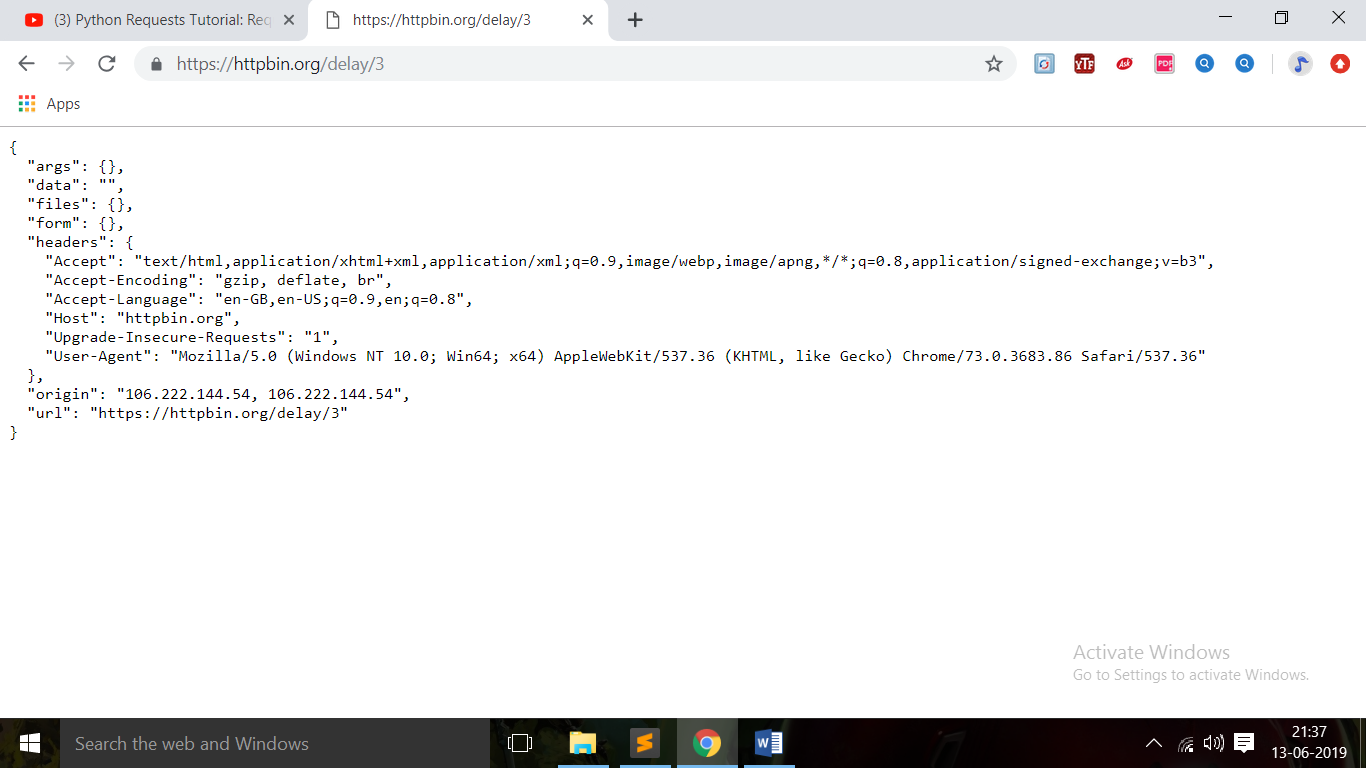 (3) Python Requests Tutorial: Req
https://httpbin.org/delay/3
https://httpbin.org/delay/3
YTF
Ask
PDF
Apps
{
"args": {},
"data": "",
"files": {},
"form": {},
"headers": {
"Accept": "text/html,application/xhtml+xml,application/xml;q=0.9,image/webp,image/apng,*/*;q=0.8,application/signed-exchange;v=b3",
"Accept-Encoding": "gzip, deflate, br",
"Accept-Language": "en-GB,en-US;q=0.9,en;q=0.8",
"Host": "httpbin.org",
"Upgrade-Insecure-Requests": "1",
"User-Agent": "Mozilla/5.0 (Windows NT 10.0; Win64; x64) AppleWebKit/537.36 (KHTML, like Gecko) Chrome/73.0.3683.86 Safari/537.36"
},
"origin": "106.222.144.54, 106.222.144.54",
"url": "https://httpbin.org/delay/3"
}
Activate Windows
Go to Settings to activate Windows.
Search the web and Windows
21:37
13-06-2019